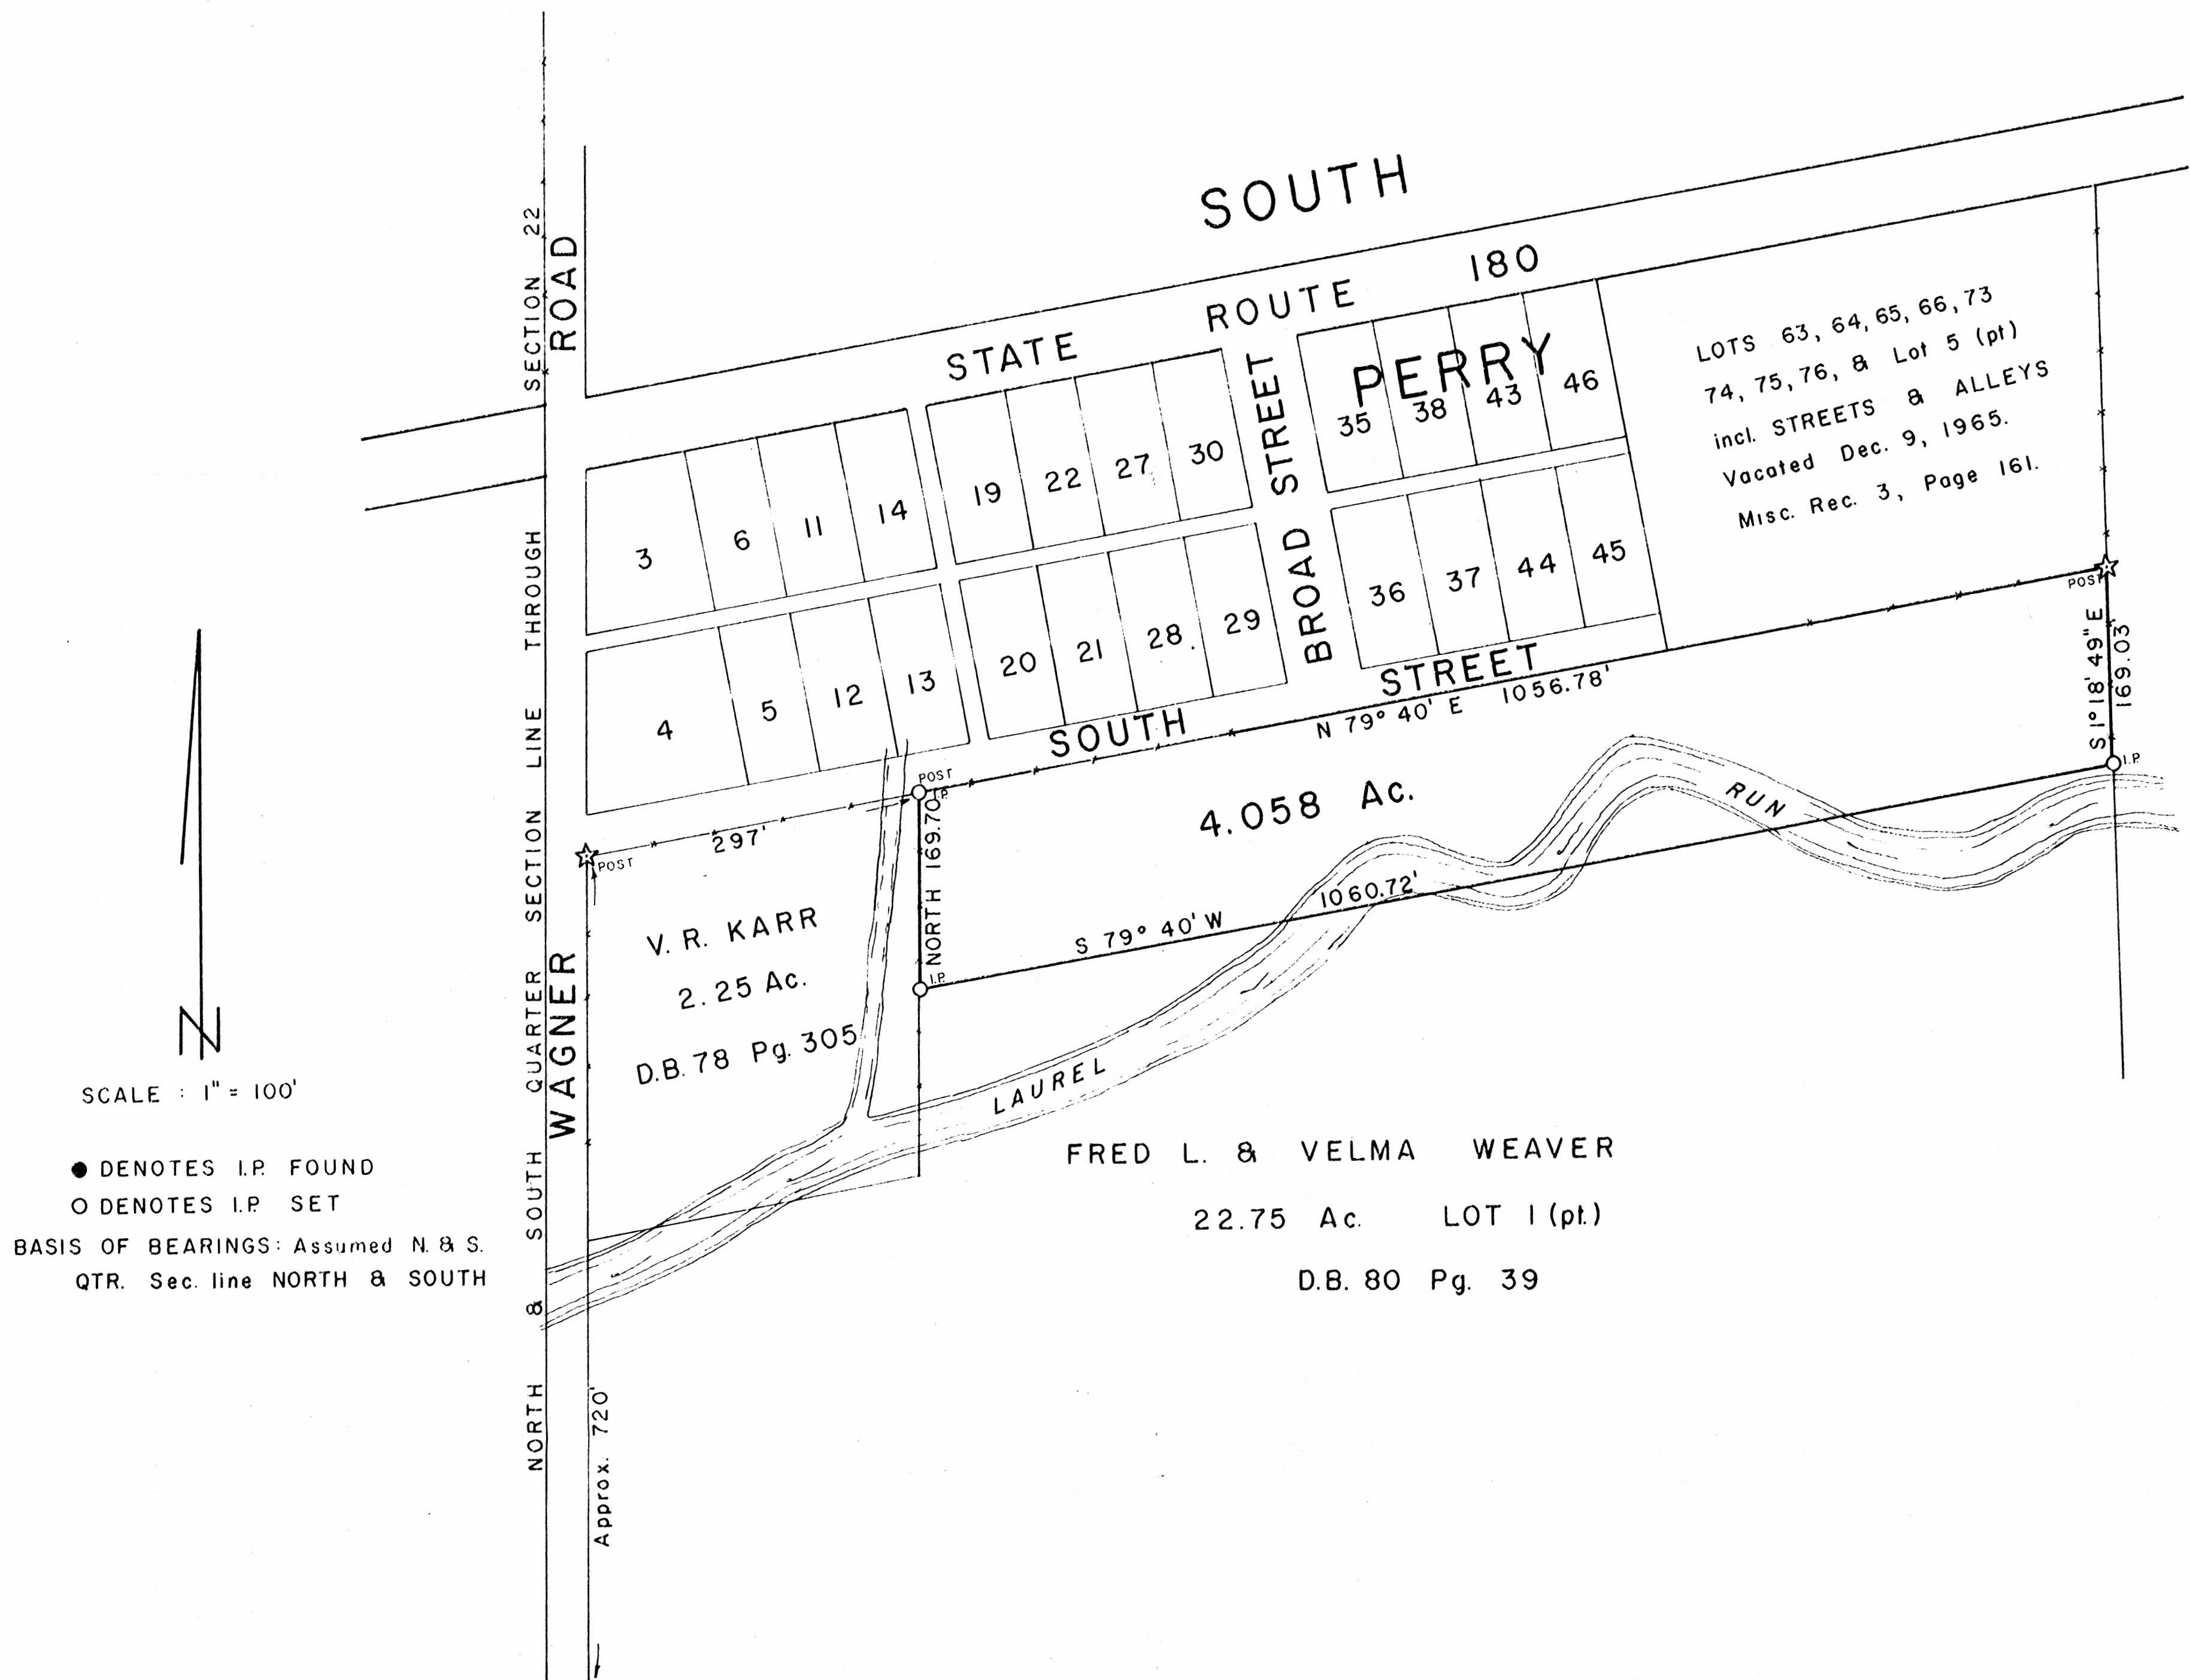 SOUTH
PERRY
STATE ROUTE 180
NORTH & SOUTH QUARTER SECTION LINE THROUGH SECTION 22
WAGNER ROAD
LOTS 63, 64, 65, 66, 73
74, 75, 76, & Lot 5 (pt)
incl. STREETS & ALLEYS
Vacated Dec. 9, 1965.
Misc. Rec. 3, Page 161.
3
6
11
14
19
22
27
30
35
38
43
46
4
5
12
13
20
21
28
29
36
37
44
45
BROAD STREET
SOUTH STREET
N 79° 40' E 1056.78'
POST
S 1° 18' 49" E
169.03'
I.P.
POST
I.P.
297'
POST
NORTH 169.70'
4.058 Ac.
RUN
1060.72'
S 79° 40' W
I.P.
V. R. KARR
2.25 Ac.
D.B. 78 Pg. 305
LAUREL
FRED L. & VELMA WEAVER
22.75 Ac. LOT 1 (pt.)
D.B. 80 Pg. 39
Approx. 720'
N
SCALE : 1" = 100'
DENOTES I.P. FOUND
DENOTES I.P. SET
BASIS OF BEARINGS: Assumed N. & S.
QTR. Sec. line NORTH & SOUTH